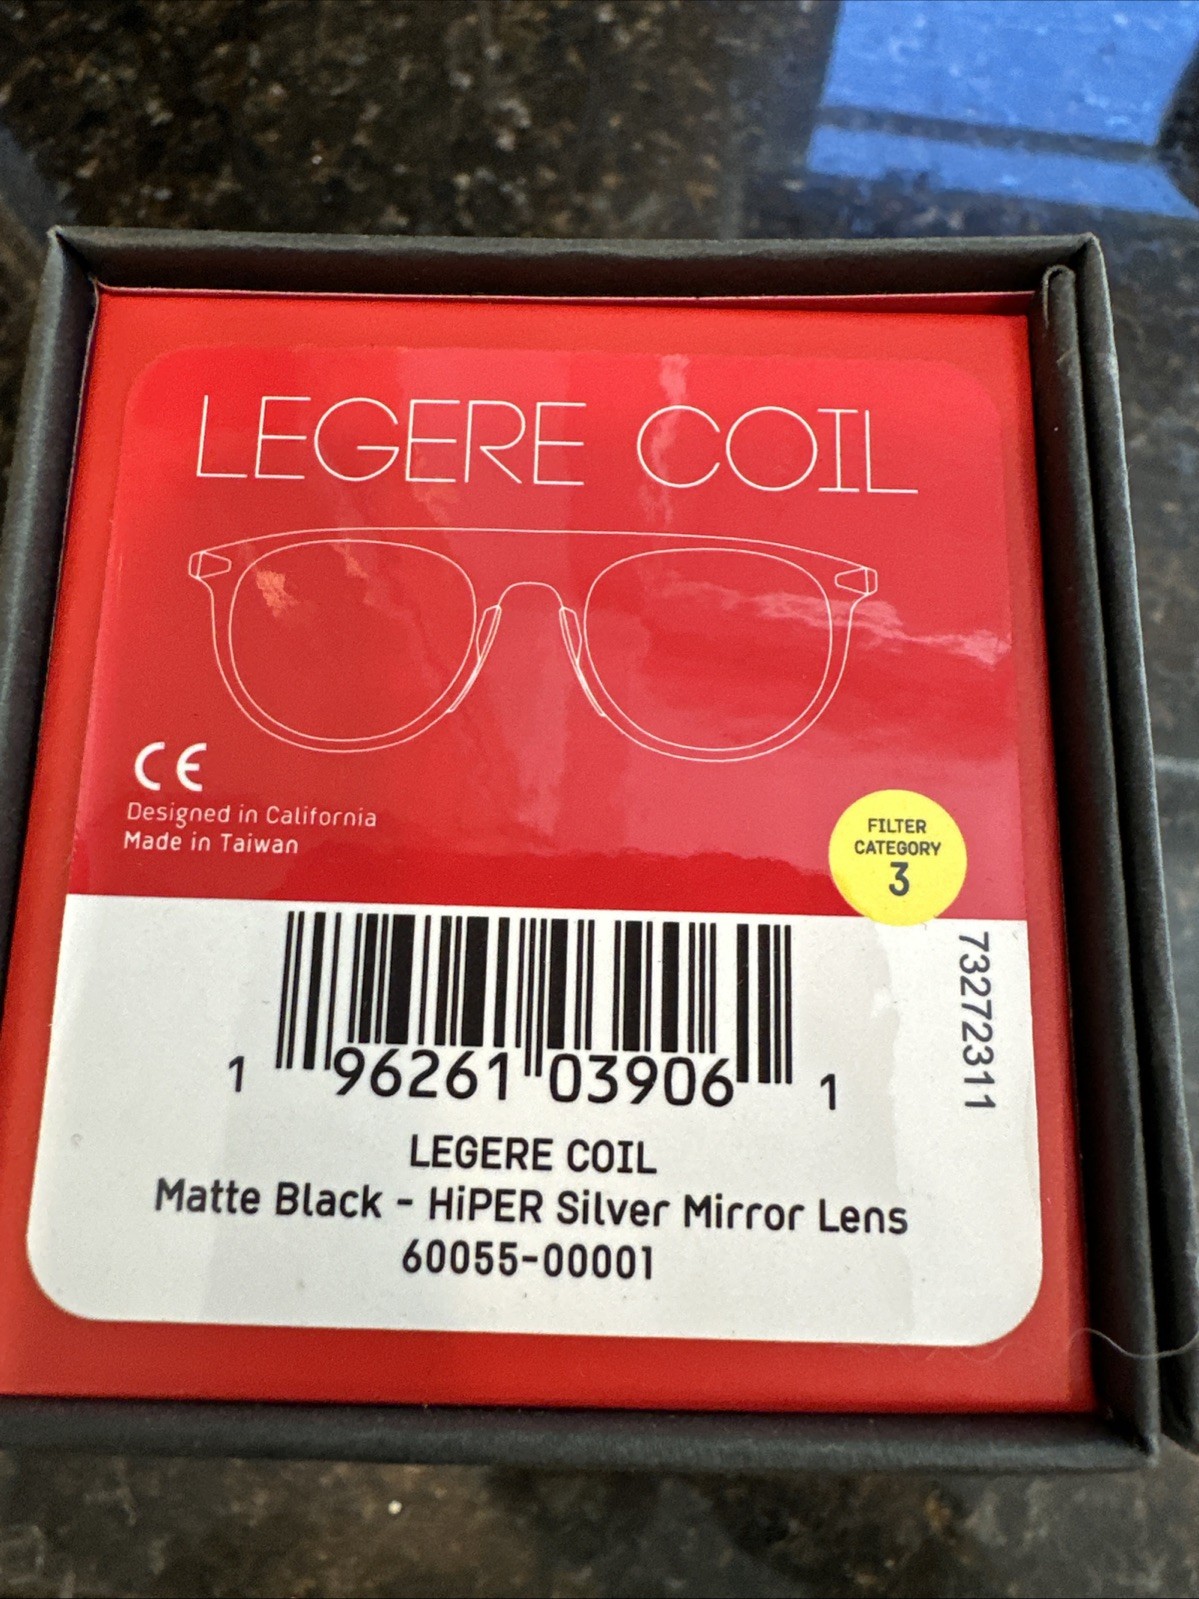 LEGERE COIL
CE
Designed in California
Made in Taiwan
FILTER
CATEGORY
3
73272311
1 96261 03906 1
LEGERE COIL
Matte Black - HiPER Silver Mirror Lens
60055-00001